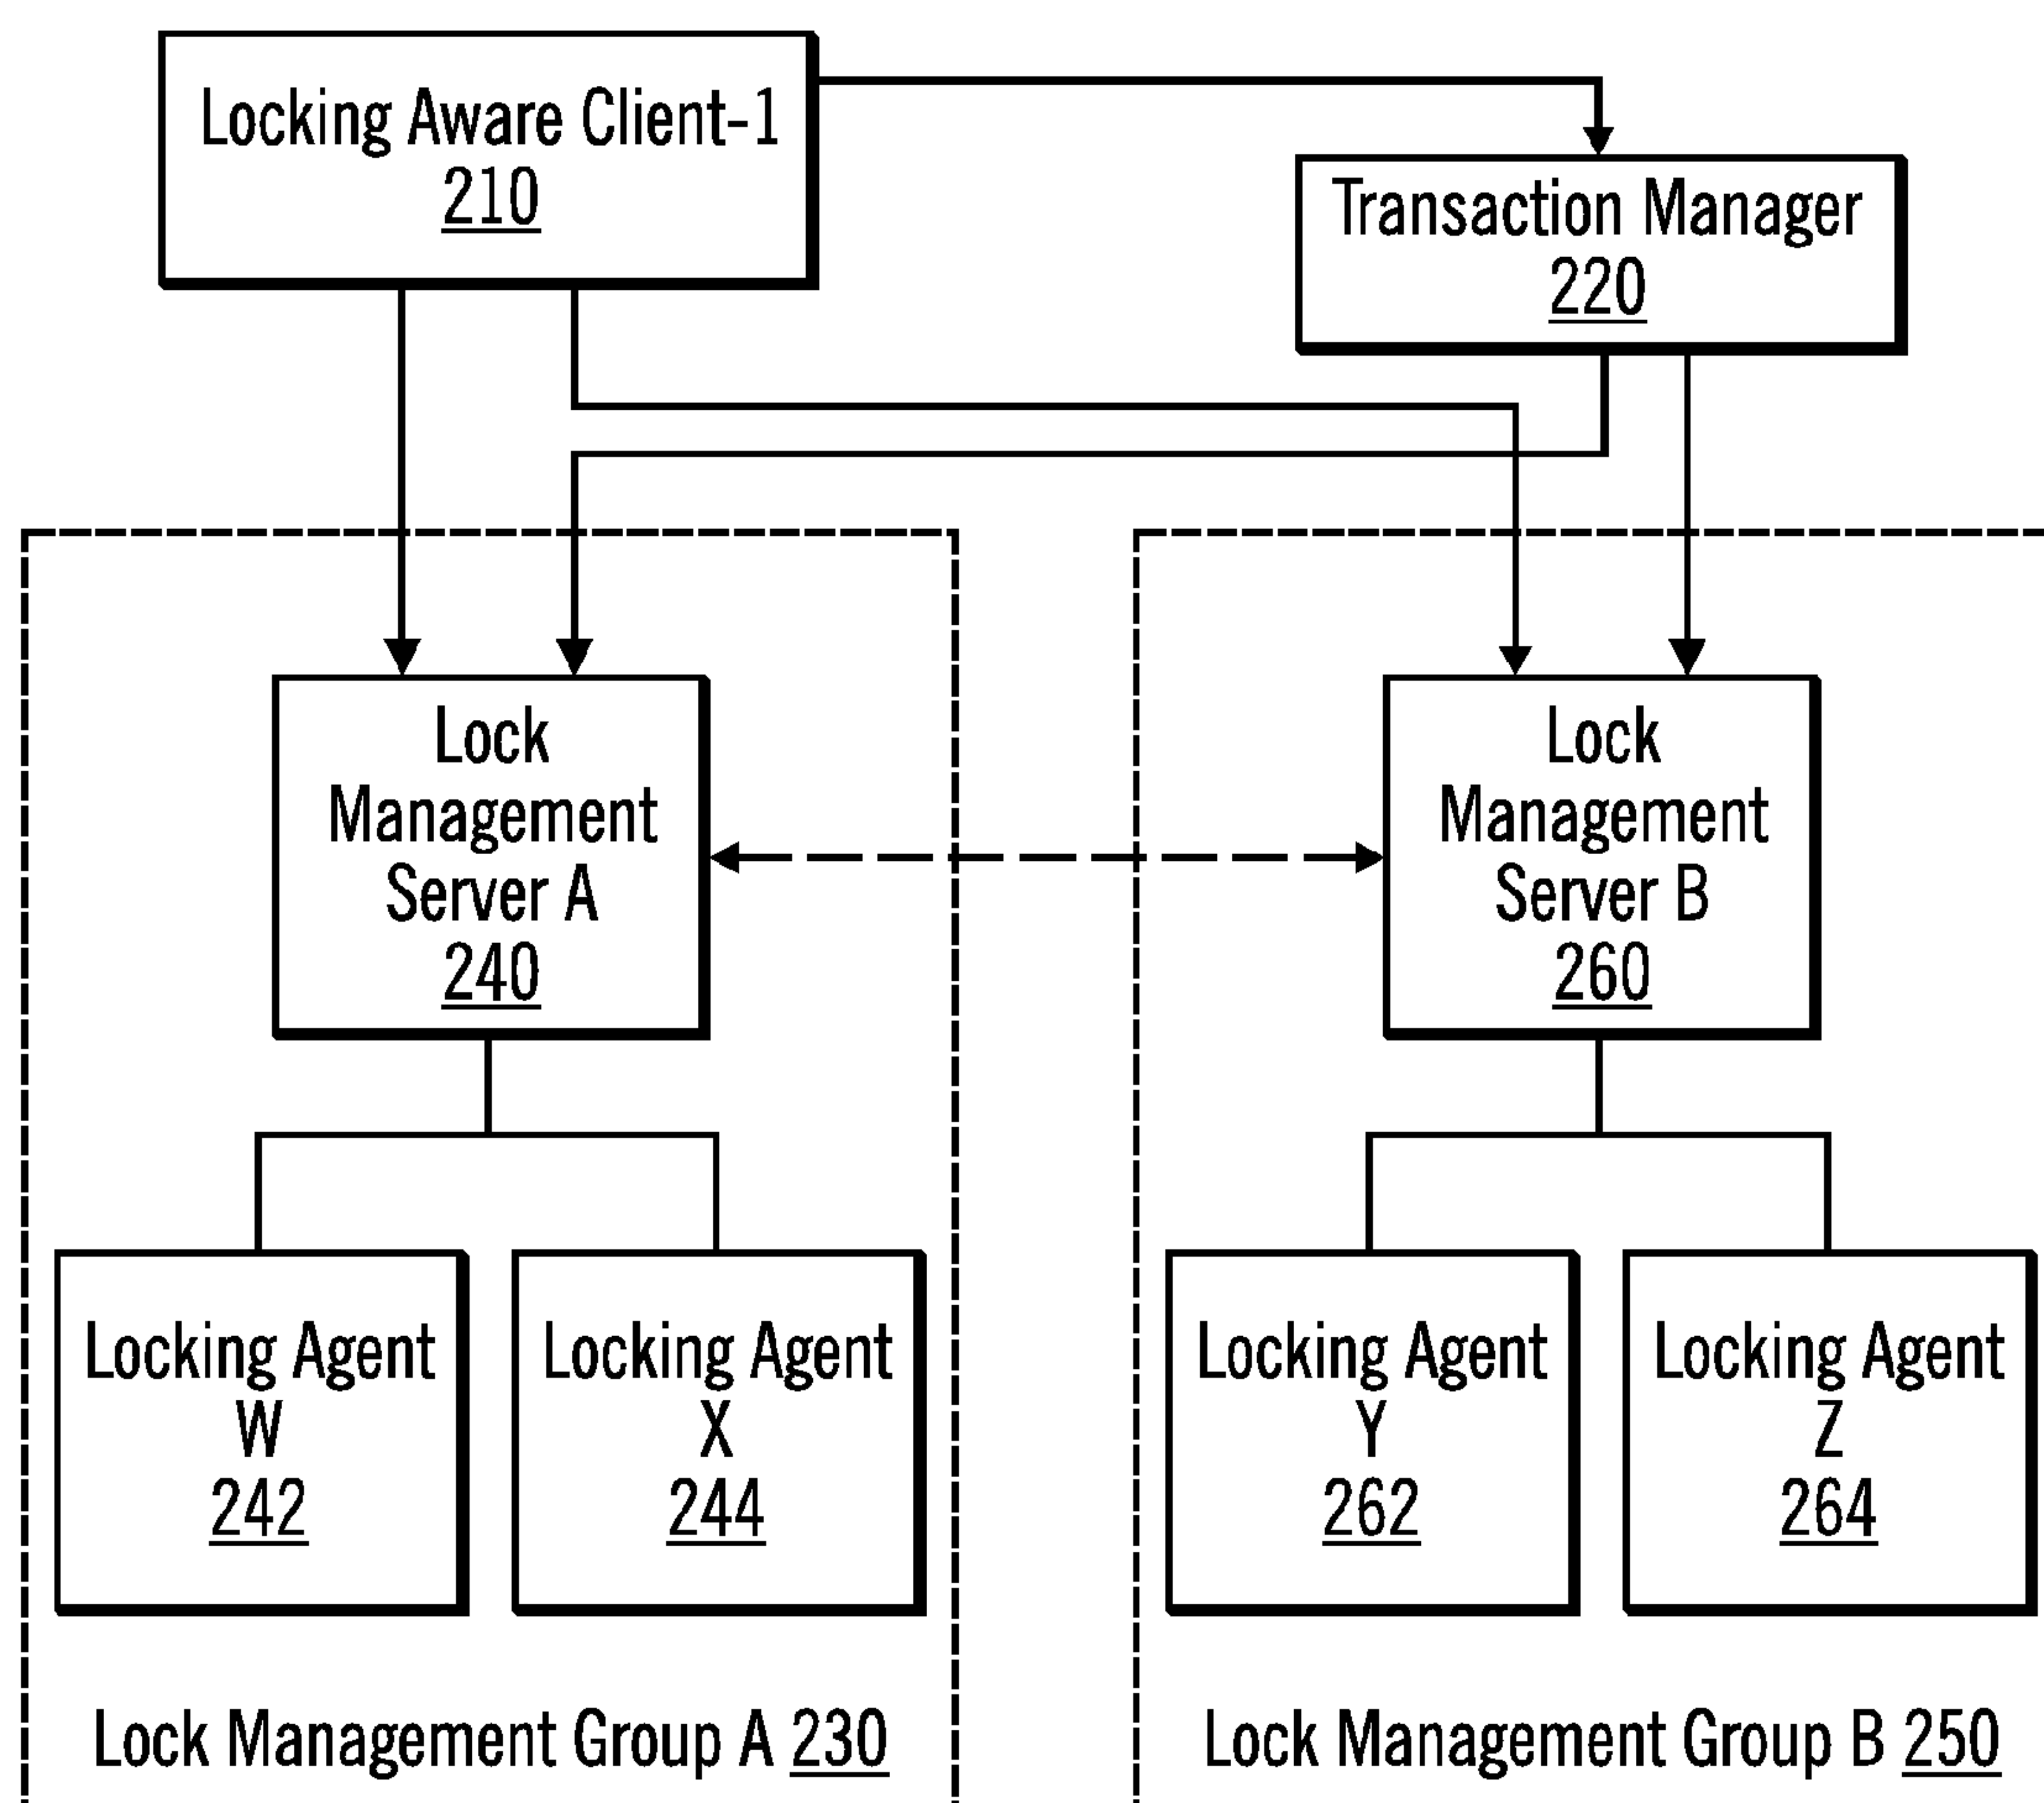 Locking Aware Client-1
210
Transaction Manager
220
Lock
Management
Server A
240
Lock
Management
Server B
260
Locking Agent
W
242
Locking Agent
X
244
Locking Agent
Y
262
Locking Agent
Z
264
Lock Management Group A 230
Lock Management Group B 250